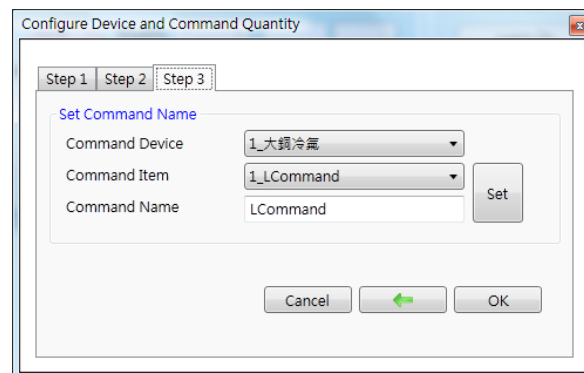 Configure Device and Command Quantity
Step 1 Step 2 Step 3
Set Command Name
Command Device 1_大銅冷氣
Command Item 1_LCommand
Command Name LCommand
Set
Cancel OK